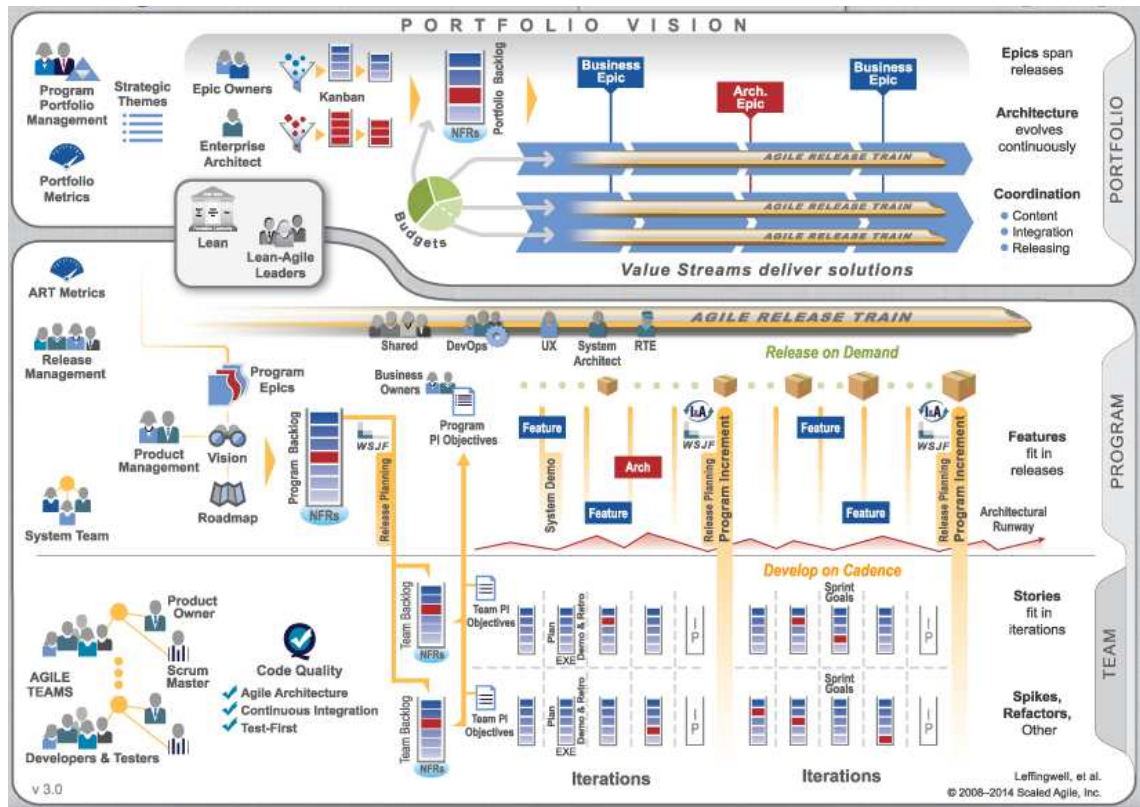 PORTFOLIO VISION
Program
Portfolio
Management
Strategic
Themes
Portfolio
Metrics
Epic Owners
Enterprise
Architect
Kanban
Portfolio Backlog
NFRs
Budgets
Business
Epic
Arch.
Epic
Business
Epic
AGILE RELEASE TRAIN
AGILE RELEASE TRAIN
AGILE RELEASE TRAIN
Value Streams deliver solutions
Epics span
releases
Architecture
evolves
continuously
Coordination
Content
Integration
Releasing
PORTFOLIO
Lean
Lean-Agile
Leaders
ART Metrics
Release
Management
AGILE RELEASE TRAIN
Shared
DevOps
UX
System
Architect
RTE
Release on Demand
Business
Owners
Program
PI Objectives
Program
Epics
Product
Management
Vision
Roadmap
System Team
Program Backlog
NFRs
WSJF
Release Planning
Feature
System Demo
Feature
Arch
I&A
WSJF
Release Planning
Program Increment
Feature
Feature
I&A
WSJF
Release Planning
Program Increment
Architectural
Runway
Features
fit in
releases
PROGRAM
Develop on Cadence
Product
Owner
AGILE
TEAMS
Scrum
Master
Developers & Testers
Code Quality
Agile Architecture
Continuous Integration
Test-First
Team Backlog
NFRs
Team PI
Objectives
Plan
EXE
Demo & Retro
I
P
Sprint
Goals
I
P
Team Backlog
NFRs
Team PI
Objectives
Plan
EXE
Demo & Retro
I
P
Sprint
Goals
I
P
Iterations
Iterations
Stories
fit in
iterations
Spikes,
Refactors,
Other
TEAM
v 3.0
Leffingwell, et al.
© 2008–2014 Scaled Agile, Inc.